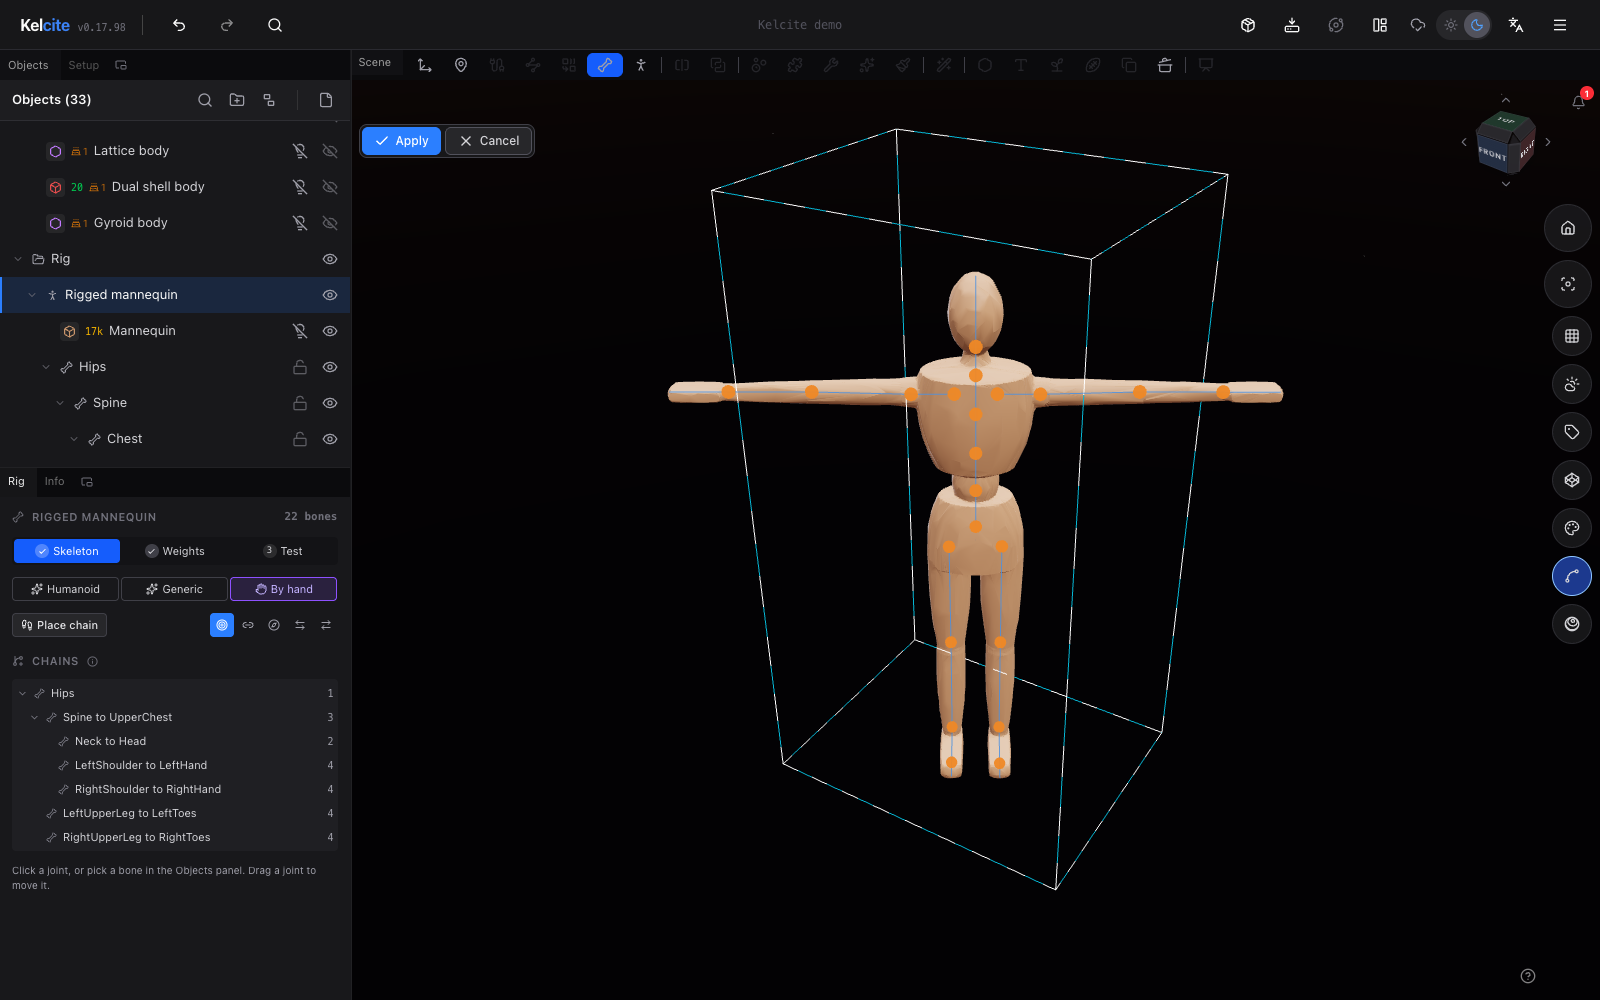 Kelcite v0.17.98
Kelcite demo
Objects Setup
Scene
Objects (33)
1
Apply Cancel
1 Lattice body
TOP
FRONT
20 1 Dual shell body
1 Gyroid body
Rig
Rigged mannequin
17k Mannequin
Hips
Spine
Chest
Rig Info
RIGGED MANNEQUIN 22 bones
Skeleton Weights 3 Test
Humanoid Generic By hand
Place chain
CHAINS
Hips 1
Spine to UpperChest 3
Neck to Head 2
LeftShoulder to LeftHand 4
RightShoulder to RightHand 4
LeftUpperLeg to LeftToes 4
RightUpperLeg to RightToes 4
Click a joint, or pick a bone in the Objects panel. Drag a joint to
move it.